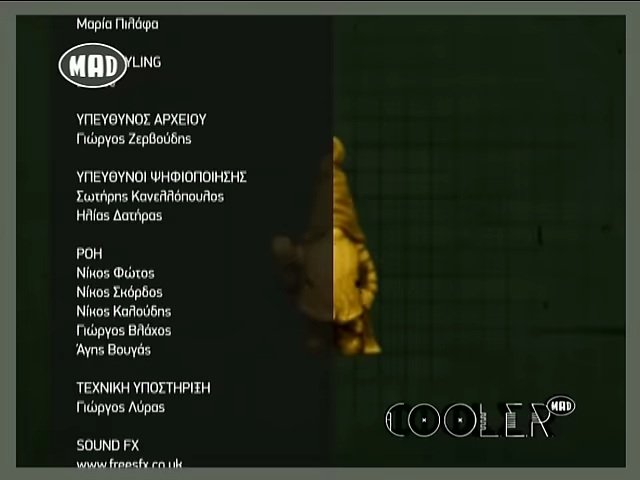 Μαρία Πιλάφα
MAD
YLING
ΥΠΕΥΘΥΝΟΣ ΑΡΧΕΙΟΥ
Γιώργος Ζερβούδης
ΥΠΕΥΘΥΝΟΙ ΨΗΦΙΟΠΟΙΗΣΗΣ
Σωτήρης Κανελλόπουλος
Ηλίας Δατήρας
ΡΟΗ
Νίκος Φώτος
Νίκος Σκόρδος
Νίκος Καλούδης
Γιώργος Βλάχος
Άγης Βουγάς
ΤΕΧΝΙΚΗ ΥΠΟΣΤΗΡΙΞΗ
Γιώργος Λύρας
SOUND FX
www.freesfx.co.uk
COOLER
MAD